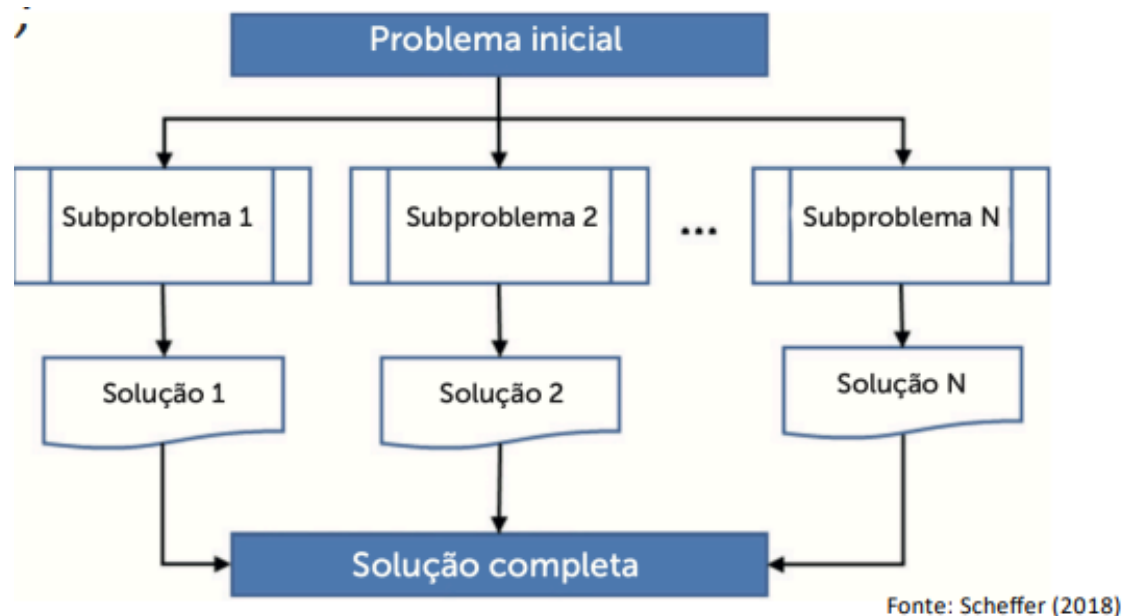 ;
Problema inicial
Subproblema 1
Subproblema 2
...
Subproblema N
Solução 1
Solução 2
Solução N
Solução completa
Fonte: Scheffer (2018)